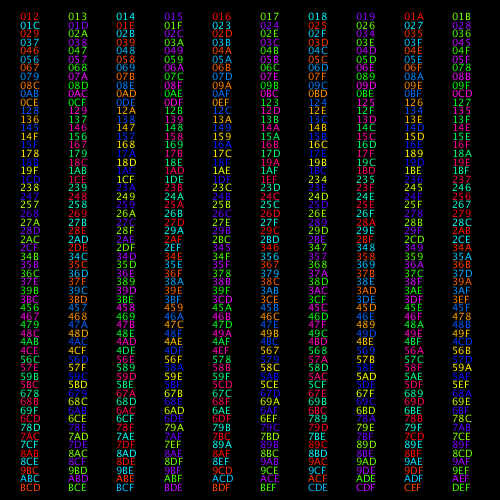 012 013 014 015 016 017 018 019 01A 01B
01C 01D 01E 01F 023 024 025 026 027 028
029 02A 02B 02C 02D 02E 02F 034 035 036
037 038 039 03A 03B 03C 03D 03E 03F 045
046 047 048 049 04A 04B 04C 04D 04E 04F
056 057 058 059 05A 05B 05C 05D 05E 05F
067 068 069 06A 06B 06C 06D 06E 06F 078
079 07A 07B 07C 07D 07E 07F 089 08A 08B
08C 08D 08E 08F 09A 09B 09C 09D 09E 09F
0AB 0AC 0AD 0AE 0AF 0BC 0BD 0BE 0BF 0CD
0CE 0CF 0DE 0DF 0EF 123 124 125 126 127
128 129 12A 12B 12C 12D 12E 12F 134 135
136 137 138 139 13A 13B 13C 13D 13E 13F
145 146 147 148 149 14A 14B 14C 14D 14E
14F 156 157 158 159 15A 15B 15C 15D 15E
15F 167 168 169 16A 16B 16C 16D 16E 16F
178 179 17A 17B 17C 17D 17E 17F 189 18A
18B 18C 18D 18E 18F 19A 19B 19C 19D 19E
19F 1AB 1AC 1AD 1AE 1AF 1BC 1BD 1BE 1BF
1CD 1CE 1CF 1DE 1DF 1EF 234 235 236 237
238 239 23A 23B 23C 23D 23E 23F 245 246
247 248 249 24A 24B 24C 24D 24E 24F 256
257 258 259 25A 25B 25C 25D 25E 25F 267
268 269 26A 26B 26C 26D 26E 26F 278 279
27A 27B 27C 27D 27E 27F 289 28A 28B 28C
28D 28E 28F 29A 29B 29C 29D 29E 29F 2AB
2AC 2AD 2AE 2AF 2BC 2BD 2BE 2BF 2CD 2CE
2CF 2DE 2DF 2EF 345 346 347 348 349 34A
34B 34C 34D 34E 34F 356 357 358 359 35A
35B 35C 35D 35E 35F 367 368 369 36A 36B
36C 36D 36E 36F 378 379 37A 37B 37C 37D
37E 37F 389 38A 38B 38C 38D 38E 38F 39A
39B 39C 39D 39E 39F 3AB 3AC 3AD 3AE 3AF
3BC 3BD 3BE 3BF 3CD 3CE 3CF 3DE 3DF 3EF
456 457 458 459 45A 45B 45C 45D 45E 45F
467 468 469 46A 46B 46C 46D 46E 46F 478
479 47A 47B 47C 47D 47E 47F 489 48A 48B
48C 48D 48E 48F 49A 49B 49C 49D 49E 49F
4AB 4AC 4AD 4AE 4AF 4BC 4BD 4BE 4BF 4CD
4CE 4CF 4DE 4DF 4EF 567 568 569 56A 56B
56C 56D 56E 56F 578 579 57A 57B 57C 57D
57E 57F 589 58A 58B 58C 58D 58E 58F 59A
59B 59C 59D 59E 59F 5AB 5AC 5AD 5AE 5AF
5BC 5BD 5BE 5BF 5CD 5CE 5CF 5DE 5DF 5EF
678 679 67A 67B 67C 67D 67E 67F 689 68A
68B 68C 68D 68E 68F 69A 69B 69C 69D 69E
69F 6AB 6AC 6AD 6AE 6AF 6BC 6BD 6BE 6BF
6CD 6CE 6CF 6DE 6DF 6EF 789 78A 78B 78C
78D 78E 78F 79A 79B 79C 79D 79E 79F 7AB
7AC 7AD 7AE 7AF 7BC 7BD 7BE 7BF 7CD 7CE
7CF 7DE 7DF 7EF 89A 89B 89C 89D 89E 89F
8AB 8AC 8AD 8AE 8AF 8BC 8BD 8BE 8BF 8CD
8CE 8CF 8DE 8DF 8EF 9AB 9AC 9AD 9AE 9AF
9BC 9BD 9BE 9BF 9CD 9CE 9CF 9DE 9DF 9EF
ABC ABD ABE ABF ACD ACE ACF ADE ADF AEF
BCD BCE BCF BDE BDF BEF CDE CDF CEF DEF